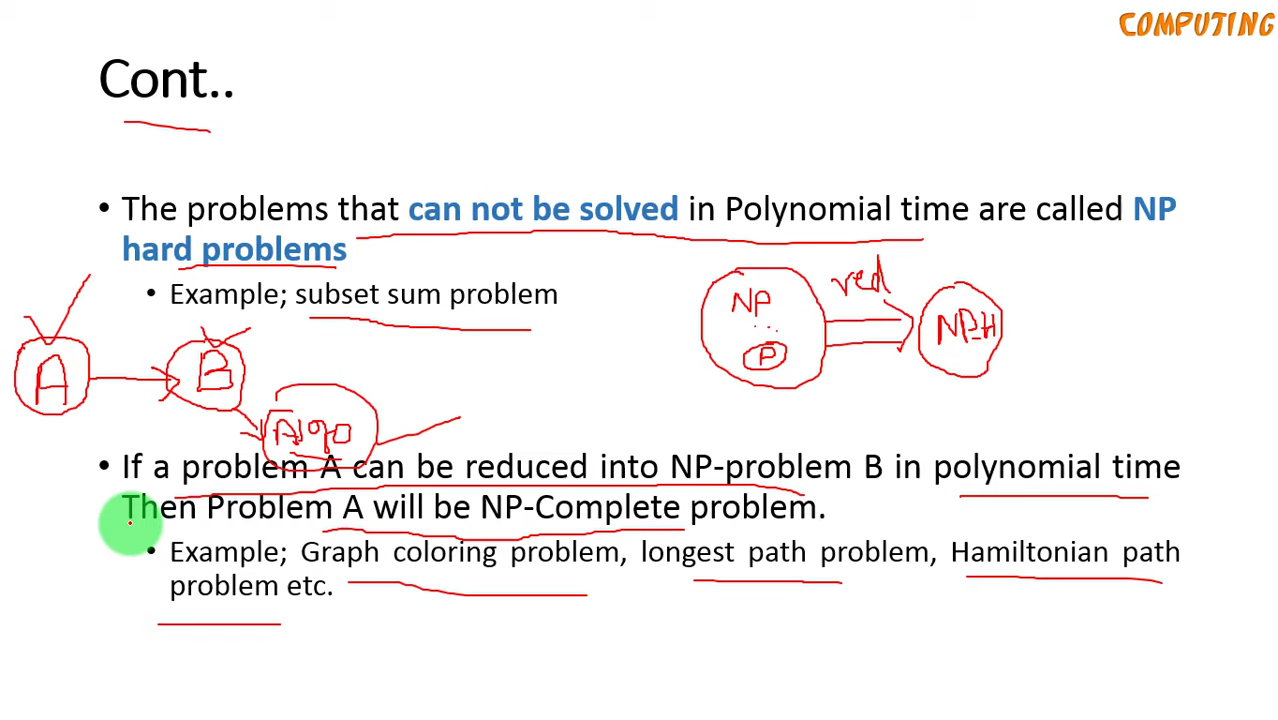 COMPUTING
Cont..
• The problems that can not be solved in Polynomial time are called NP
hard problems
• Example; subset sum problem
red
NP
P
NP-H
A
B
Algo
• If a problem A can be reduced into NP-problem B in polynomial time
Then Problem A will be NP-Complete problem.
• Example; Graph coloring problem, longest path problem, Hamiltonian path
problem etc.